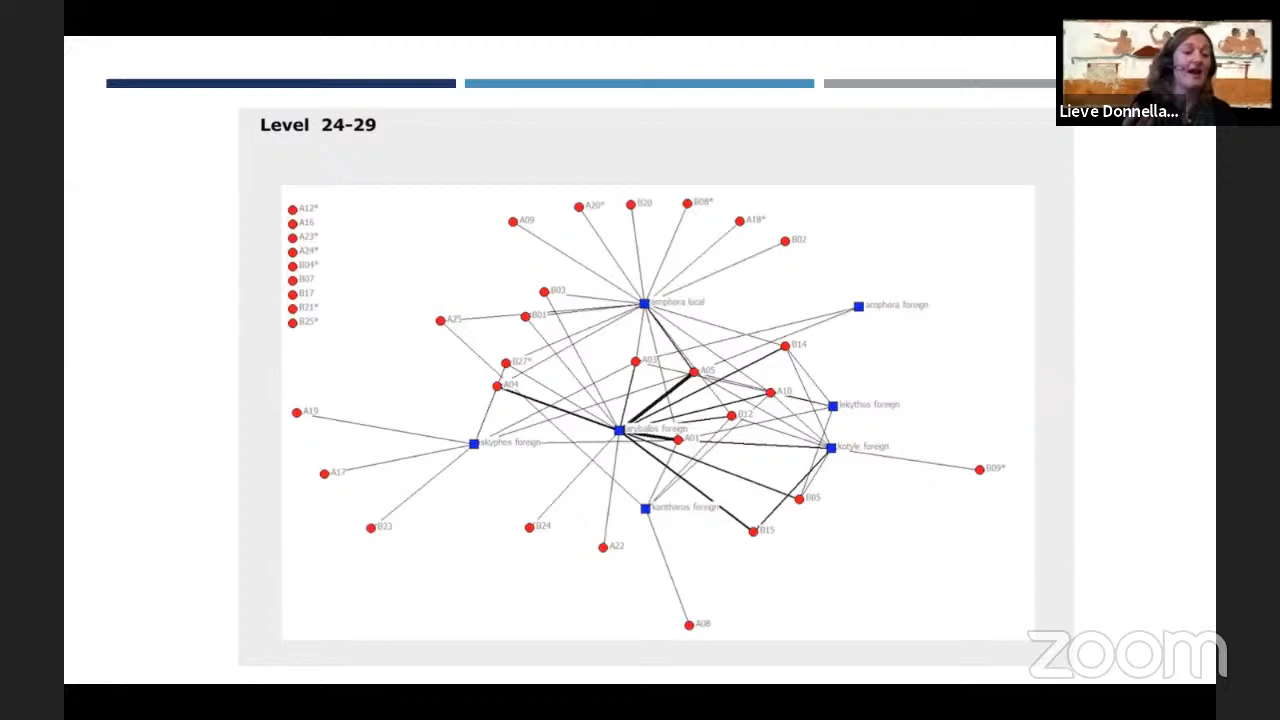 Lieve Donnella...
Level 24-29
A12*
A16
A23*
A24*
B04*
B07
B17
B21*
B25*
A09
A20*
B20
B08*
A18*
B02
B03
amphora local
amphora foreign
A25
B01
B27*
A03
A05
B14
A04
A10
lekythos foreign
A19
B12
aryballos foreign
skyphos foreign
A01
kotyle foreign
A17
B09*
B05
kantharos foreign
B23
B24
A22
B15
A08
zoom